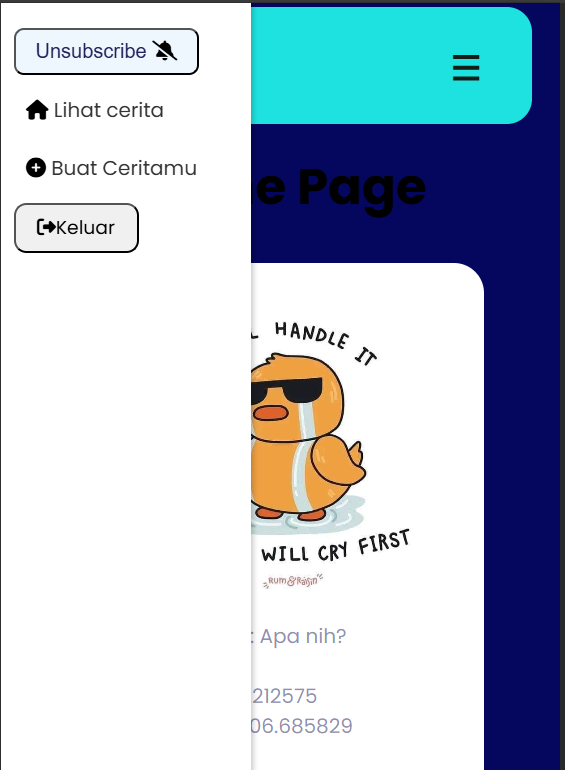 Unsubscribe
Lihat cerita
Buat Ceritamu
Keluar
e Page
HANDLE IT
WILL CRY FIRST
Rum&Raisin
: Apa nih?
212575
06.685829